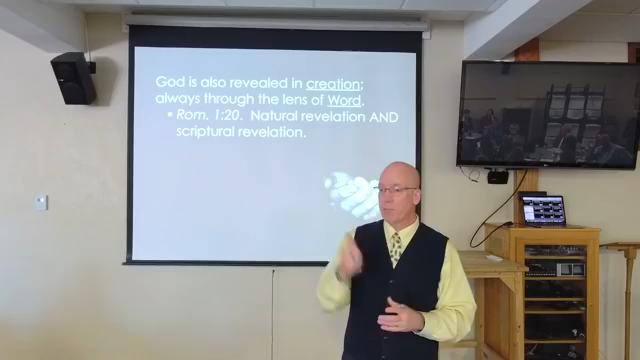 God is also revealed in creation;
always through the lens of Word.
▪ Rom. 1:20. Natural revelation AND
scriptural revelation.